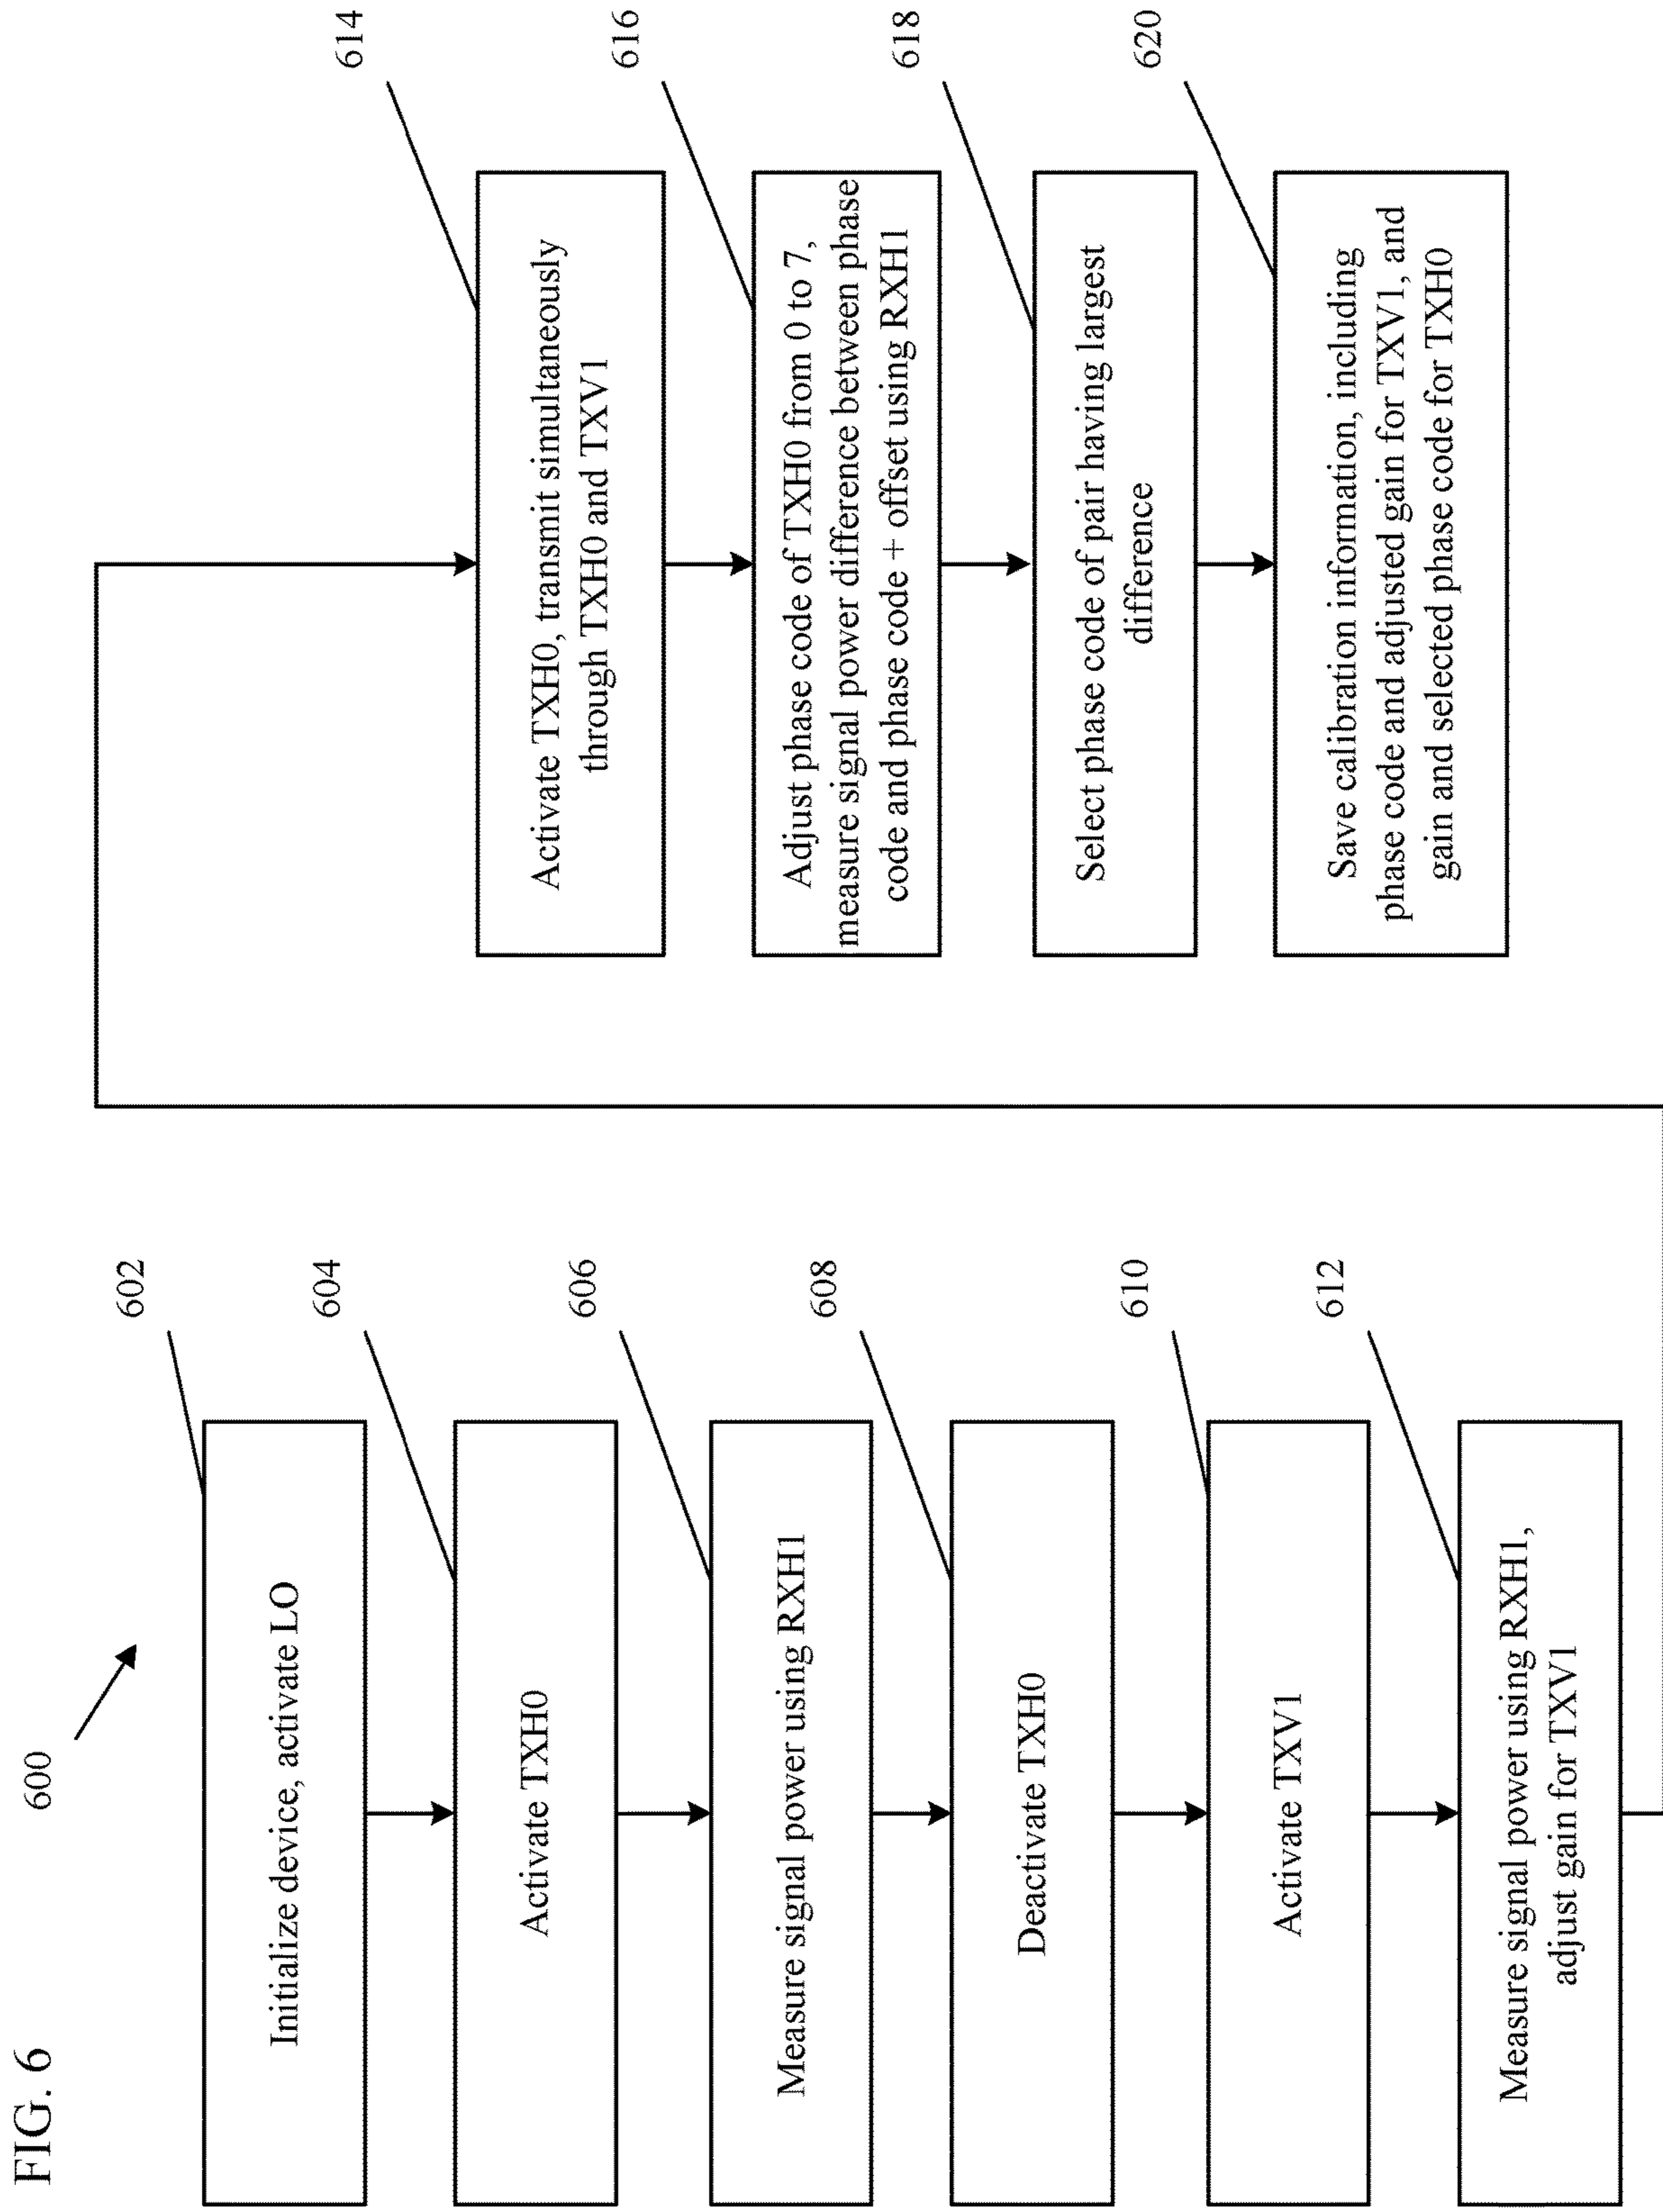 FIG. 6
600
602
Initialize device, activate LO
604
Activate TXH0
606
Measure signal power using RXH1
608
Deactivate TXH0
610
Activate TXV1
612
Measure signal power using RXH1,
adjust gain for TXV1
614
Activate TXH0, transmit simultaneously
through TXH0 and TXV1
616
Adjust phase code of TXH0 from 0 to 7,
measure signal power difference between phase
code and phase code + offset using RXH1
618
Select phase code of pair having largest
difference
620
Save calibration information, including
phase code and adjusted gain for TXV1, and
gain and selected phase code for TXH0